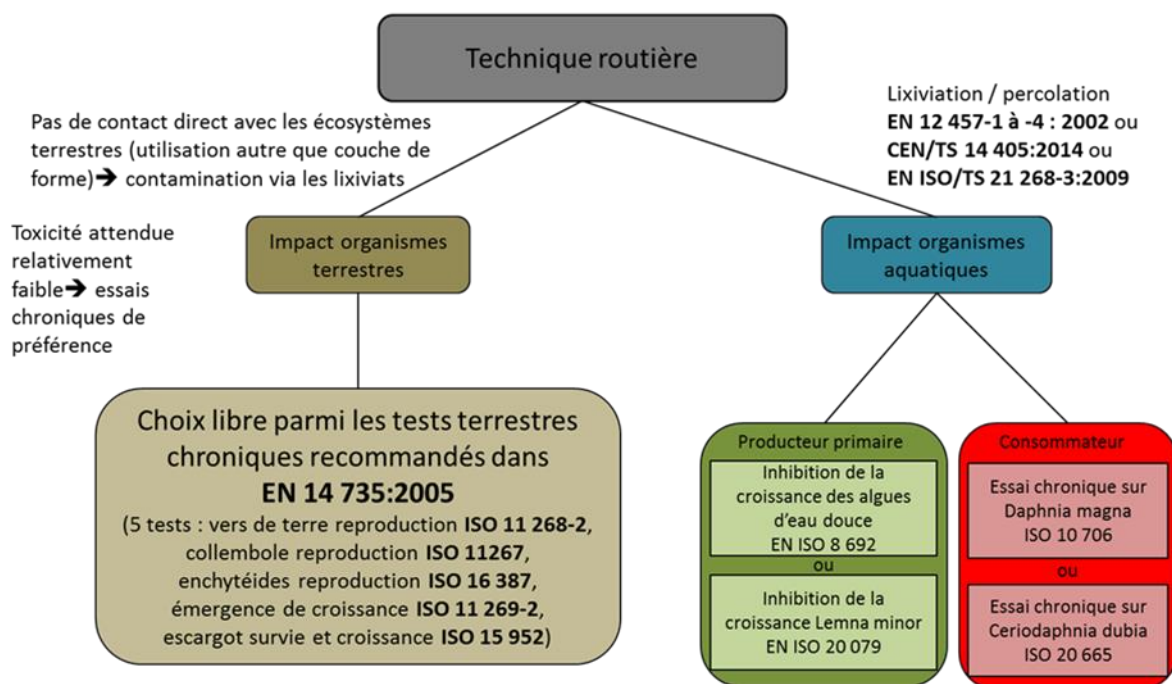 Technique routière
Pas de contact direct avec les écosystèmes
terrestres (utilisation autre que couche de
forme)➔ contamination via les lixiviats
Lixiviation / percolation
EN 12 457-1 à -4 : 2002 ou
CEN/TS 14 405:2014 ou
EN ISO/TS 21 268-3:2009
Toxicité attendue
relativement
faible➔ essais
chroniques de
préférence
Impact organismes
terrestres
Impact organismes
aquatiques
Choix libre parmi les tests terrestres
chroniques recommandés dans
EN 14 735:2005
(5 tests : vers de terre reproduction ISO 11 268-2,
collembole reproduction ISO 11267,
enchytéides reproduction ISO 16 387,
émergence de croissance ISO 11 269-2,
escargot survie et croissance ISO 15 952)
Producteur primaire
Inhibition de la
croissance des algues
d'eau douce
EN ISO 8 692
ou
Inhibition de la
croissance Lemna minor
EN ISO 20 079
Consommateur
Essai chronique sur
Daphnia magna
ISO 10 706
ou
Essai chronique sur
Ceriodaphnia dubia
ISO 20 665